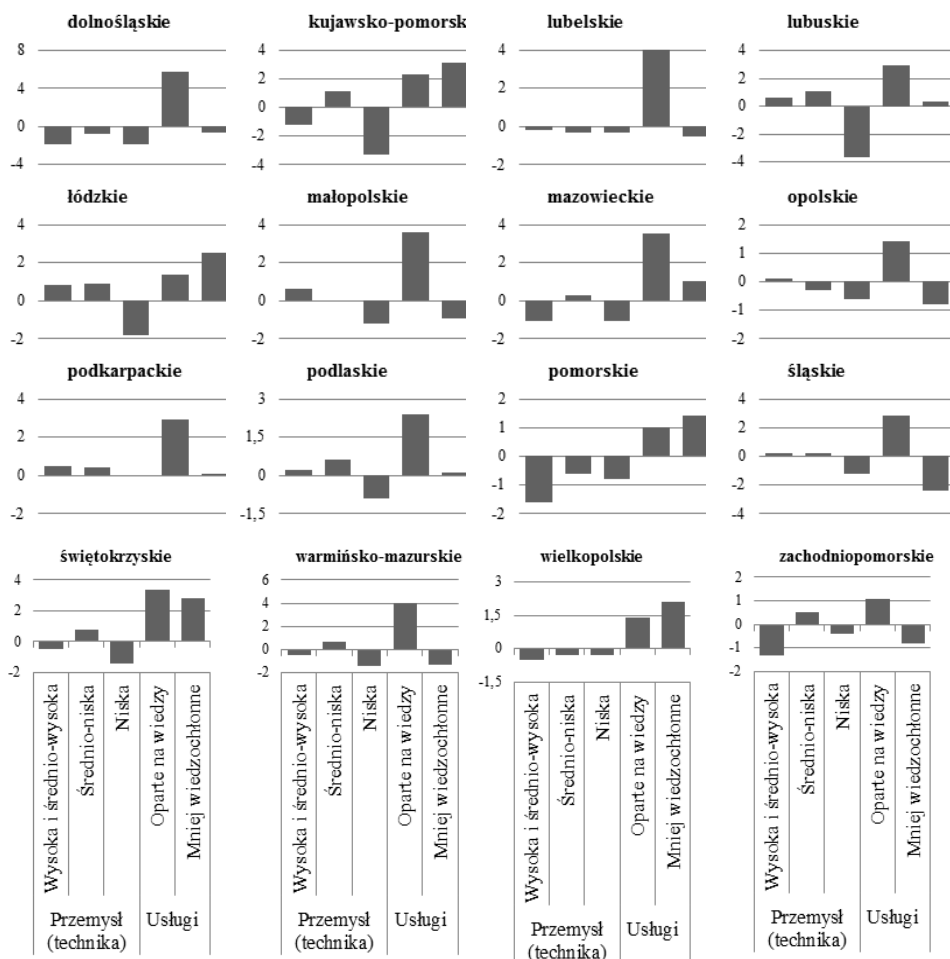 dolnośląskie
8
4
0
-4
kujawsko-pomorsk
4
2
0
-2
-4
lubelskie
4
2
0
-2
lubuskie
4
2
0
-2
-4
łódzkie
4
2
0
-2
małopolskie
4
2
0
-2
mazowieckie
4
2
0
-2
opolskie
2
1
0
-1
-2
podkarpackie
4
2
0
-2
podlaskie
3
1,5
0
-1,5
pomorskie
2
1
0
-1
-2
śląskie
4
2
0
-2
-4
świętokrzyskie
4
2
0
-2
Wysoka i średnio-wysoka
Średnio-niska
Niska
Oparte na wiedzy
Mniej wiedzochłonne
Przemysł
(technika)
Usługi
warmińsko-mazurskie
6
4
2
0
-2
Wysoka i średnio-wysoka
Średnio-niska
Niska
Oparte na wiedzy
Mniej wiedzochłonne
Przemysł
(technika)
Usługi
wielkopolskie
3
1,5
0
-1,5
Wysoka i średnio-wysoka
Średnio-niska
Niska
Oparte na wiedzy
Mniej wiedzochłonne
Przemysł
(technika)
Usługi
zachodniopomorskie
2
1
0
-1
-2
Wysoka i średnio-wysoka
Średnio-niska
Niska
Oparte na wiedzy
Mniej wiedzochłonne
Przemysł
(technika)
Usługi